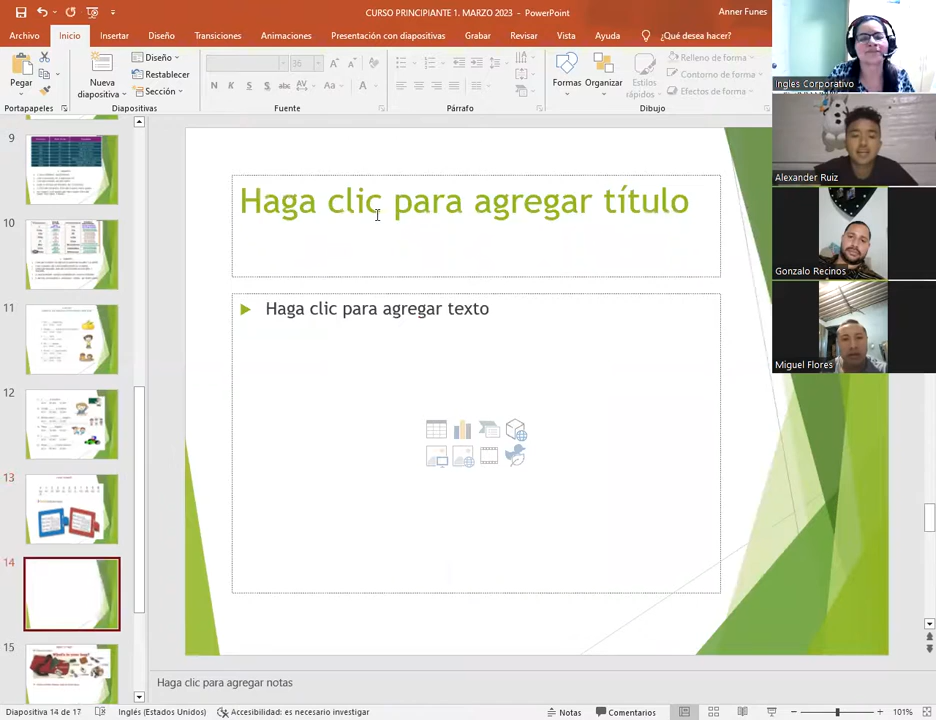 CURSO PRINCIPIANTE 1. MARZO 2023 - PowerPoint
Anner Funes
Archivo Inicio Insertar Diseño Transiciones Animaciones Presentación con diapositivas Grabar Revisar Vista Ayuda ¿Qué desea hacer?
Pegar
Portapapeles
Nueva
diapositiva
Diseño
Restablecer
Sección
Diapositivas
N K S S abc AV Aa A
Fuente
Párrafo
Formas
Organizar
Estilos
rápidos
Relleno de forma
Contorno de forma
Efectos de forma
Dibujo
Ingles Corporativo
Alexander Ruiz
Gonzalo Recinos
Miguel Flores
9
10
11
12
13
14
15
Haga clic para agregar título
Haga clic para agregar texto
Haga clic para agregar notas
Diapositiva 14 de 17
Inglés (Estados Unidos)
Accesibilidad: es necesario investigar
Notas
Comentarios
101%